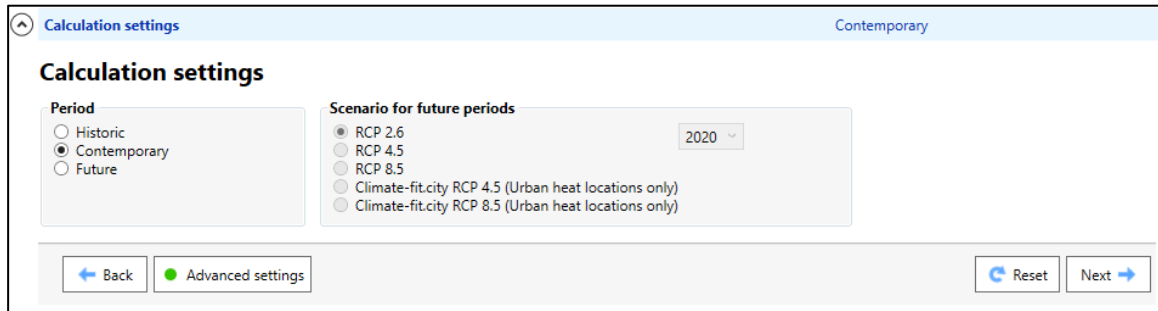 Calculation settings Contemporary
Calculation settings
Period
Historic
Contemporary
Future
Scenario for future periods
RCP 2.6
RCP 4.5
RCP 8.5
Climate-fit.city RCP 4.5 (Urban heat locations only)
Climate-fit.city RCP 8.5 (Urban heat locations only)
2020
Back Advanced settings Reset Next